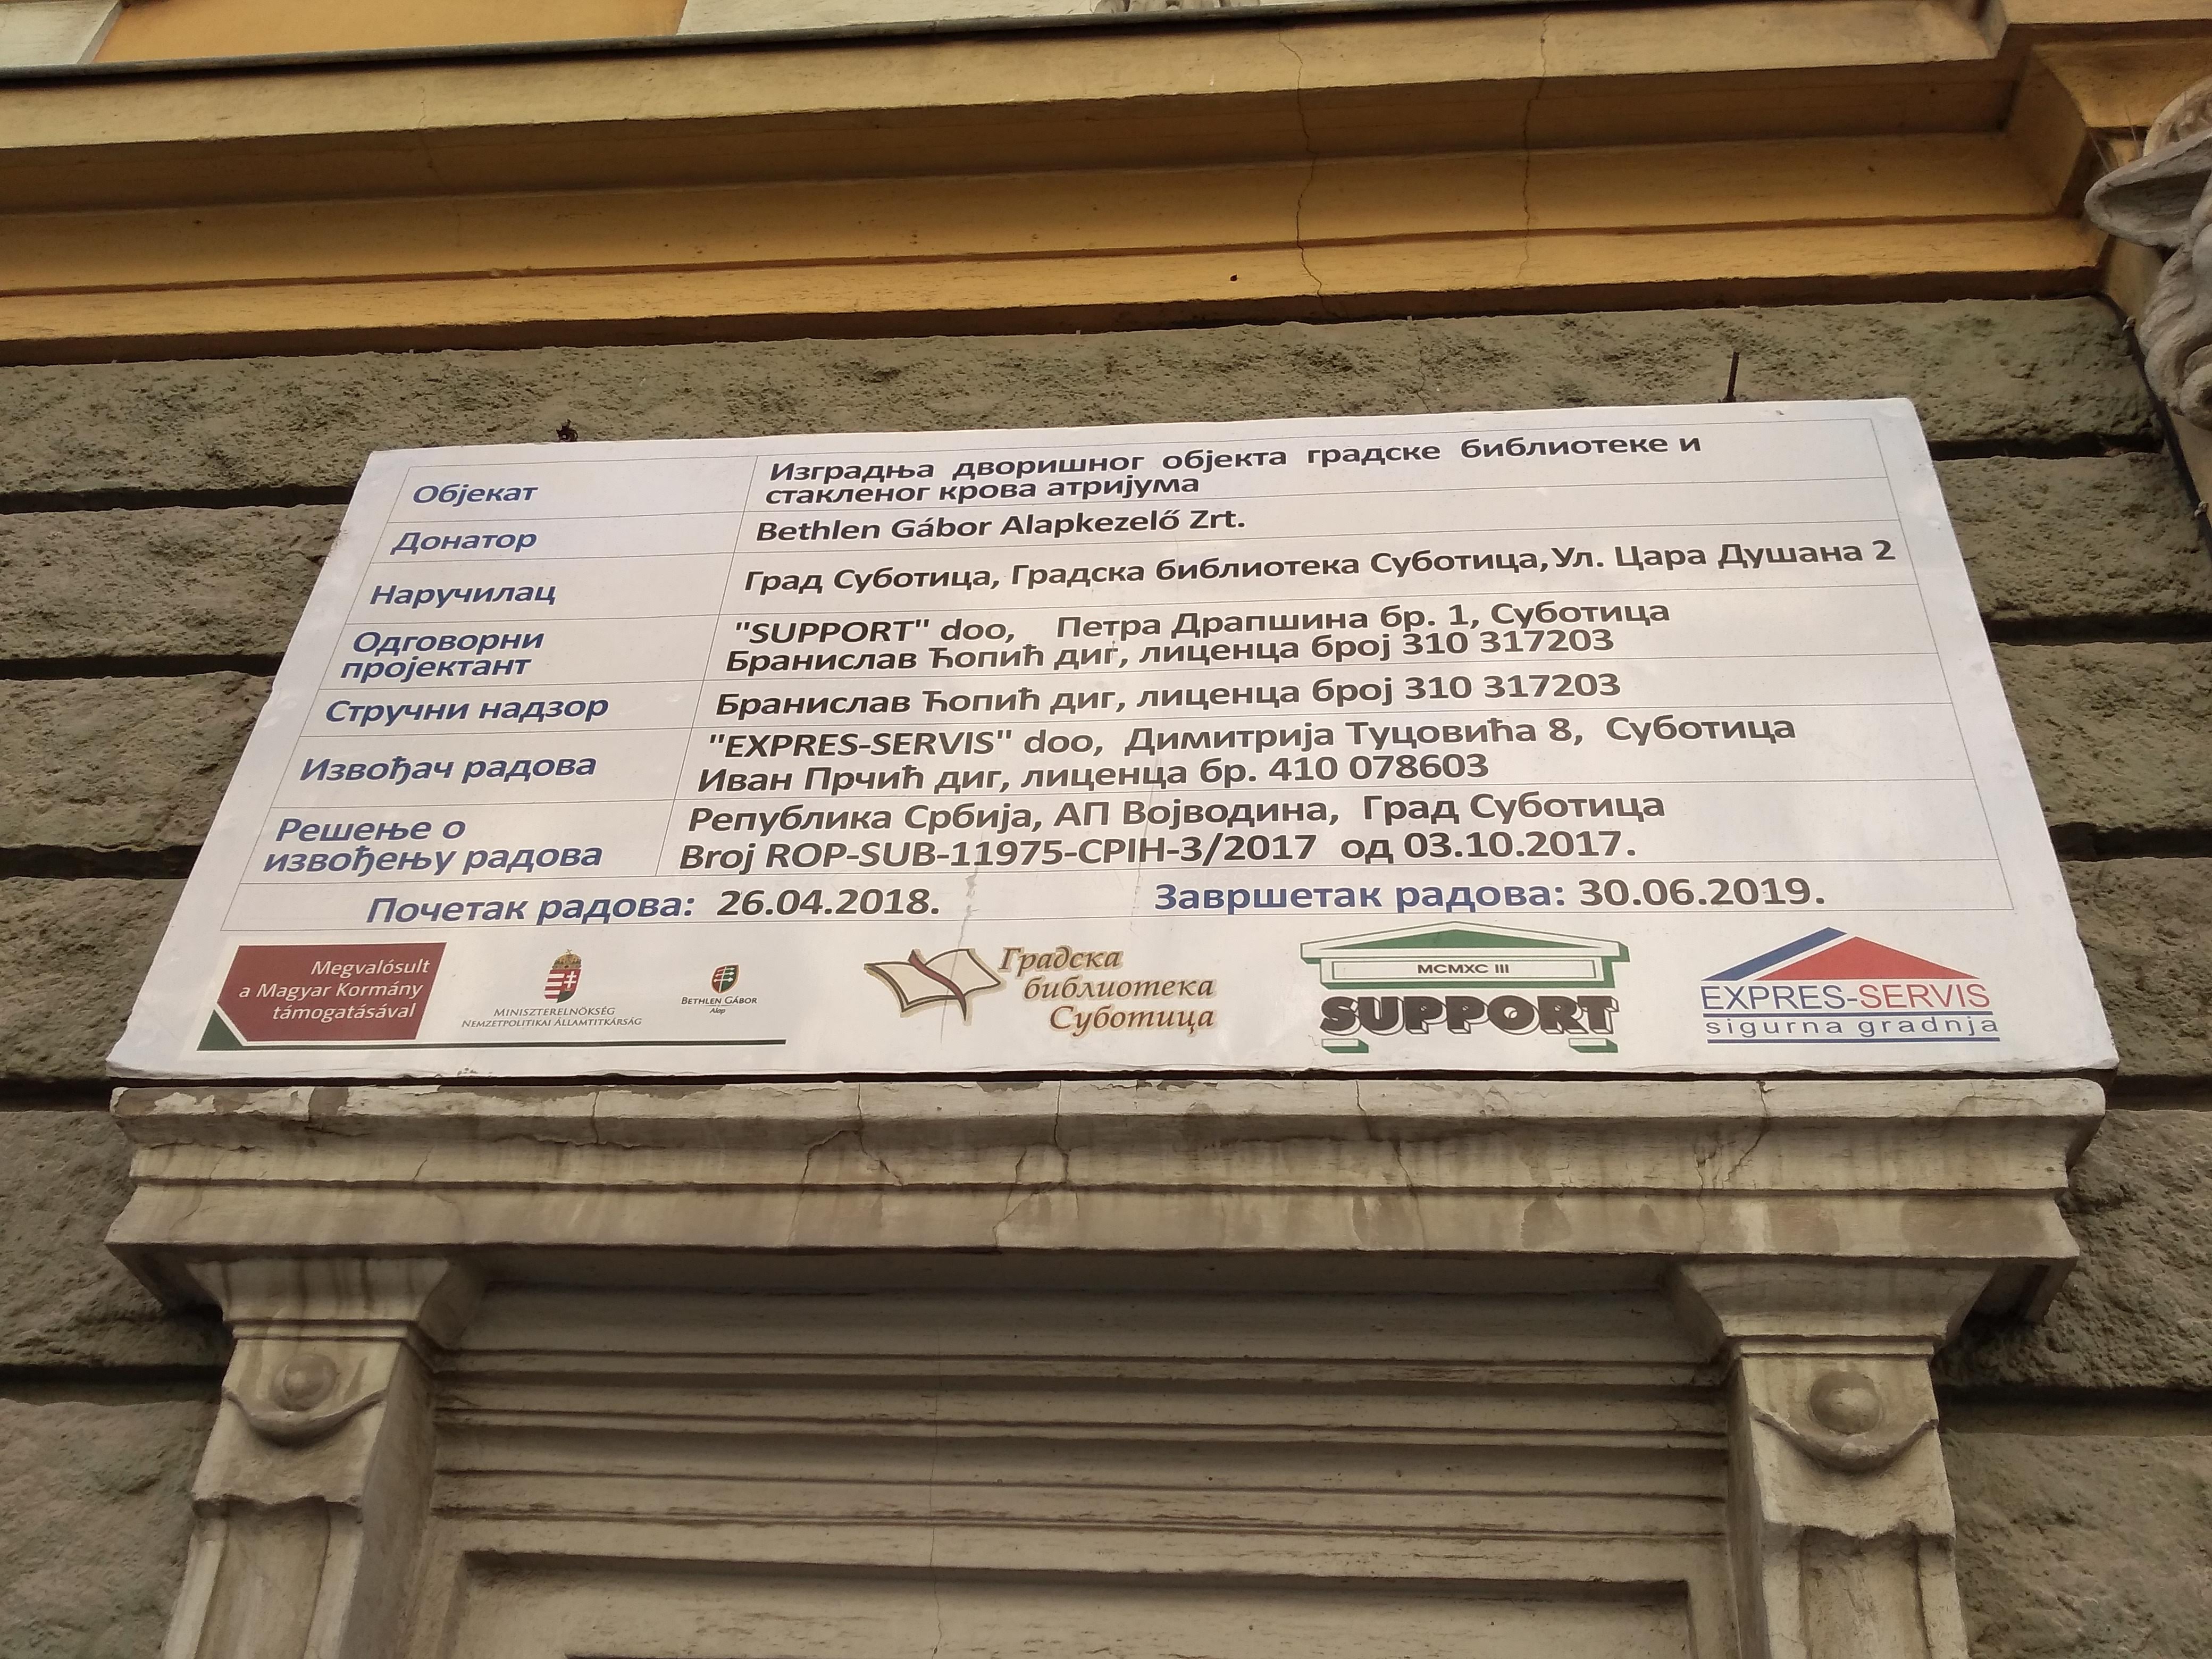 Објекат
Изградња дворишног објекта градске библиотеке и
стакленог крова атријума
Донатор
Bethlen Gábor Alapkezelő Zrt.
Наручилац
Град Суботица, Градска библиотека Суботица, Ул. Цара Душана 2
Одговорни
пројектант
"SUPPORT" doo, Петра Драпшина бр. 1, Суботица
Бранислав Ћопић диг, лиценца број 310 317203
Стручни надзор
Бранислав Ћопић диг, лиценца број 310 317203
Извођач радова
"EXPRES-SERVIS" doo, Димитрија Туцовића 8, Суботица
Иван Прчић диг, лиценца бр. 410 078603
Решење о
извођењу радова
Република Србија, АП Војводина, Град Суботица
Broj ROP-SUB-11975-CPIH-3/2017 од 03.10.2017.
Почетак радова: 26.04.2018.
Завршетак радова: 30.06.2019.
Megvalósult
a Magyar Kormány
támogatásával
MINISZTERELNÖKSÉG
NEMZETPOLITIKAI ÁLLAMTITKÁRSÁG
BETHLEN GÁBOR
Alap
Градска
библиотека
Суботица
MCMXC III
SUPPORT
EXPRES-SERVIS
sigurna gradnja